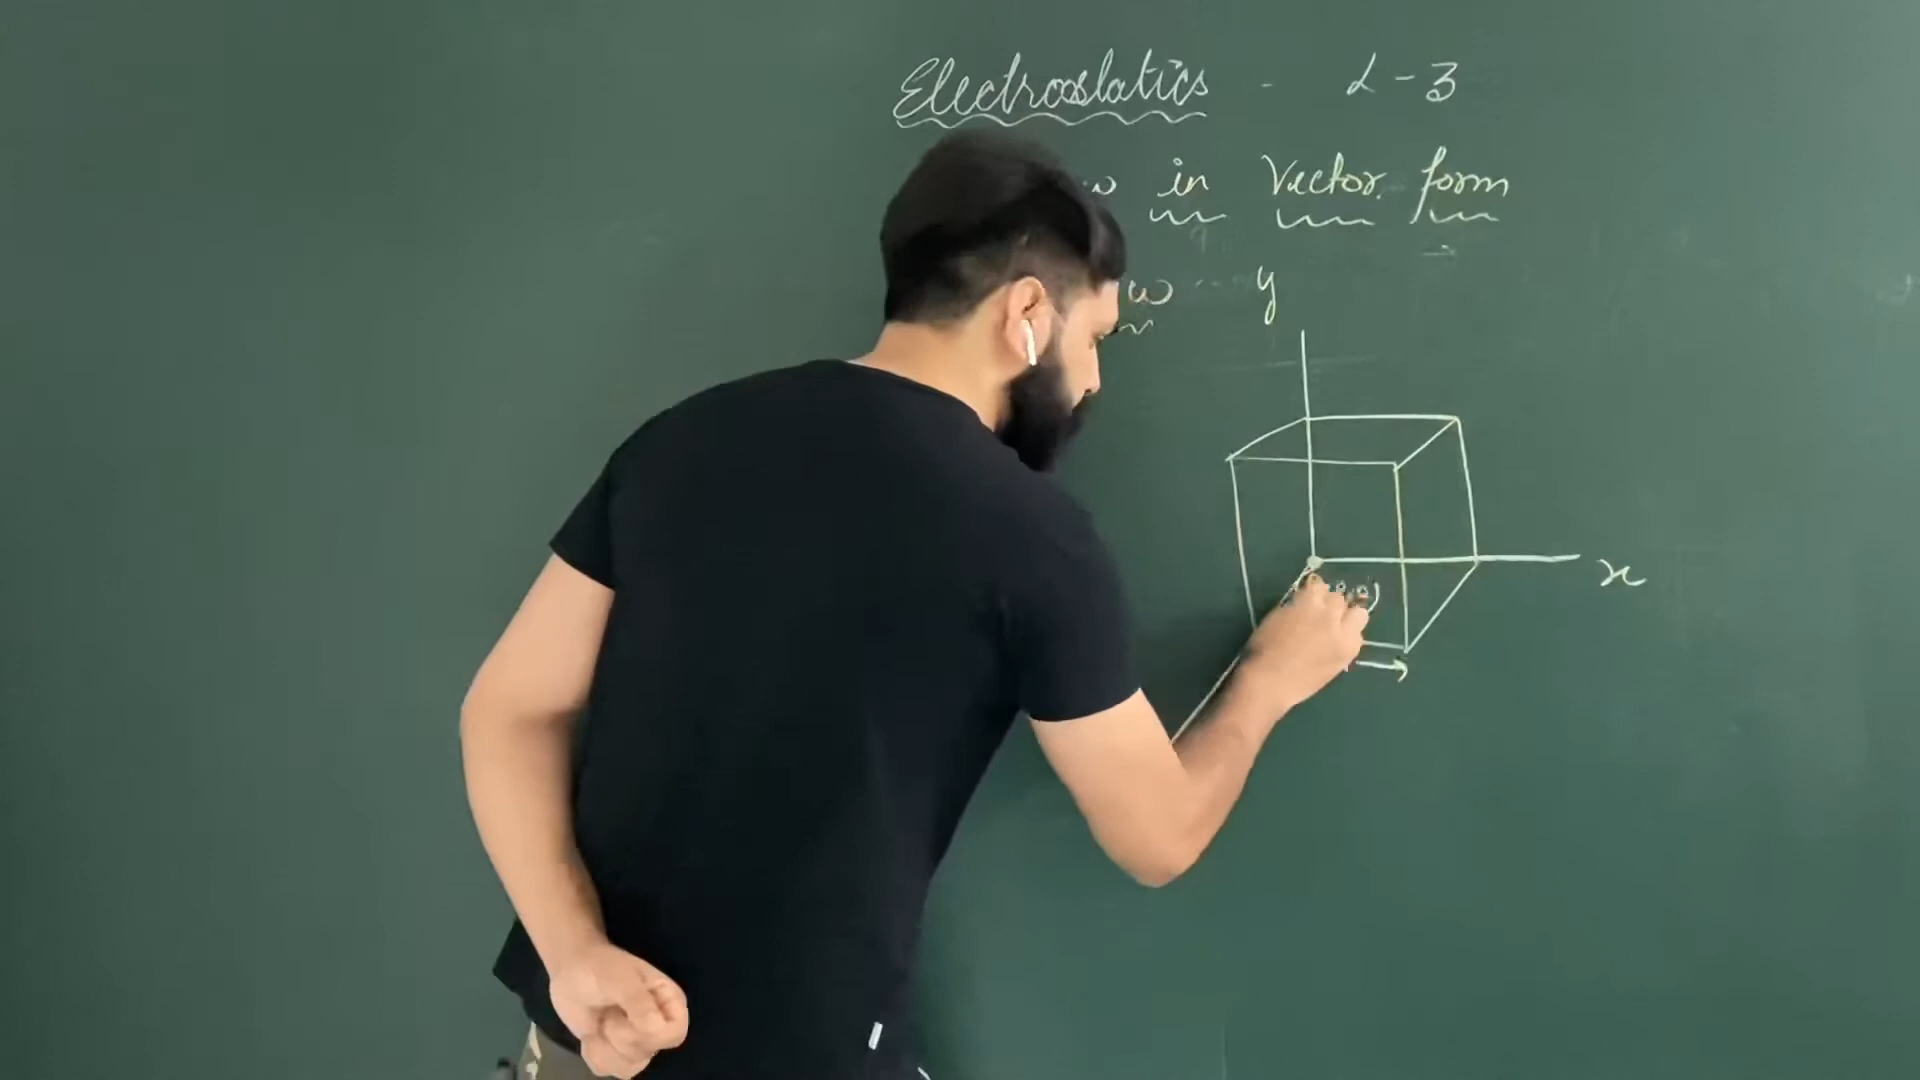 Electrostatics - L-3
in Vector form
y
x